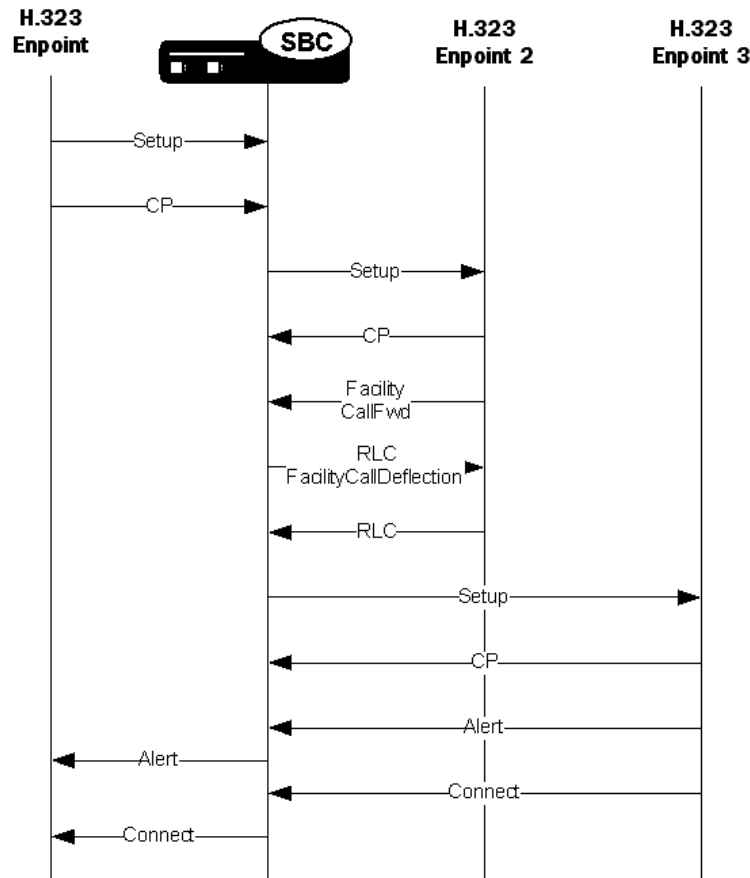 H.323
Enpoint
SBC
H.323
Enpoint 2
H.323
Enpoint 3
Setup
CP
Setup
CP
Facility
CallFwd
RLC
FacilityCallDeflection
RLC
Setup
CP
Alert
Alert
Connect
Connect